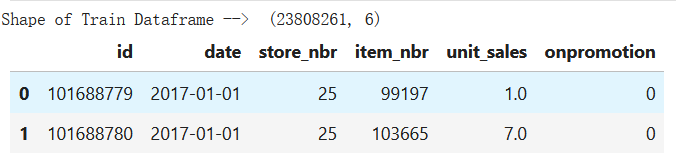 Shape of Train Dataframe --> (23808261, 6)
id date store_nbr item_nbr unit_sales onpromotion
0 101688779 2017-01-01 25 99197 1.0 0
1 101688780 2017-01-01 25 103665 7.0 0